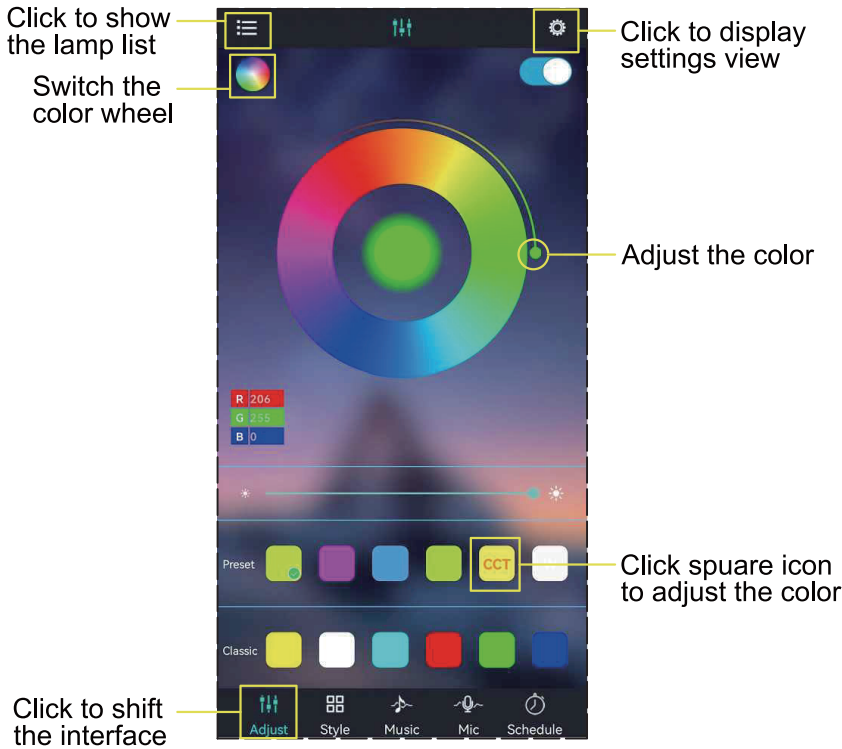 Click to show
the lamp list
Click to display
settings view
Switch the
color wheel
Adjust the color
R 206
G 255
B 0
Preset
CCT
Click spuare icon
to adjust the color
Classic
Click to shift
the interface
Adjust
Style
Music
Mic
Schedule